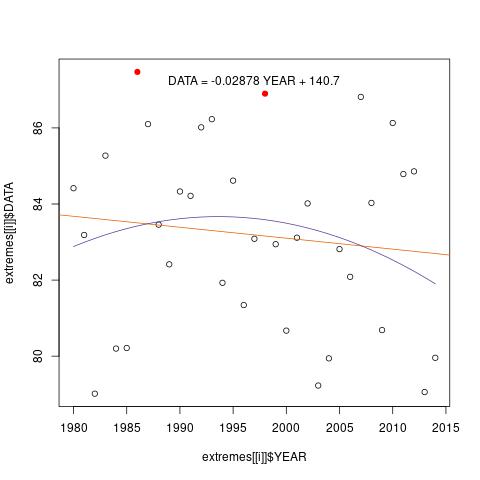 DATA = -0.02878 YEAR + 140.7
extremes[[i]]$DATA
86
84
82
80
1980 1985 1990 1995 2000 2005 2010 2015
extremes[[i]]$YEAR